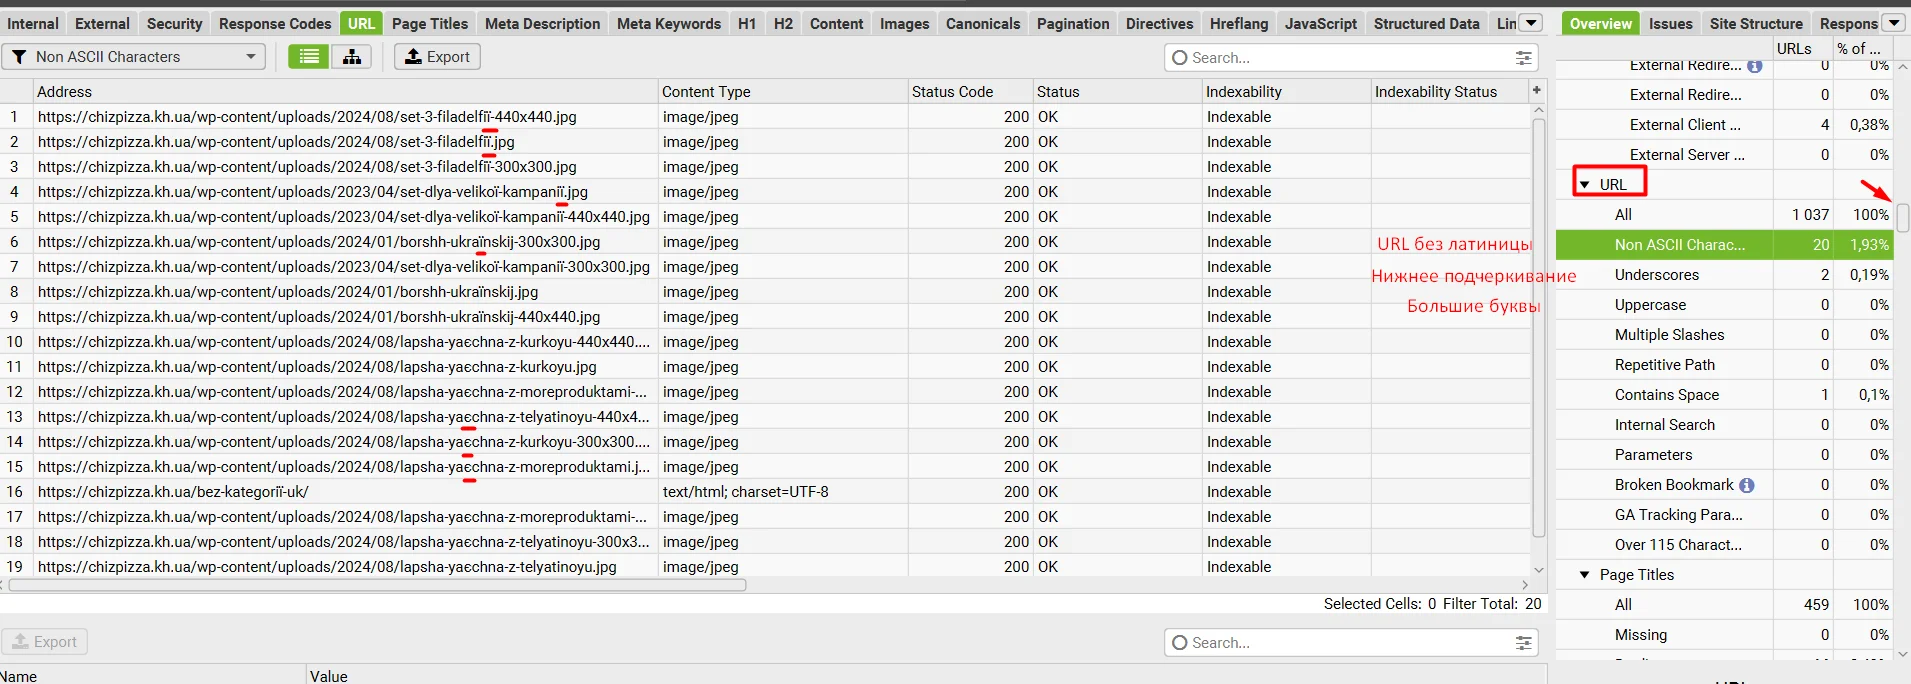 Internal External Security Response Codes URL Page Titles Meta Description Meta Keywords H1 H2 Content Images Canonicals Pagination Directives Hreflang JavaScript Structured Data Overview Issues Site Structure
Non ASCII Characters Export Search...
URLs % of ...
Address Content Type Status Code Status Indexability Indexability Status +
1 https://chizpizza.kh.ua/wp-content/uploads/2024/08/set-3-filadelfії-440x440.jpg image/jpeg 200 OK Indexable
2 https://chizpizza.kh.ua/wp-content/uploads/2024/08/set-3-filadelfії.jpg image/jpeg 200 OK Indexable
3 https://chizpizza.kh.ua/wp-content/uploads/2024/08/set-3-filadelfії-300x300.jpg image/jpeg 200 OK Indexable
4 https://chizpizza.kh.ua/wp-content/uploads/2023/04/set-dlya-velikoї-kampanії.jpg image/jpeg 200 OK Indexable
5 https://chizpizza.kh.ua/wp-content/uploads/2023/04/set-dlya-velikoї-kampanії-440x440.jpg image/jpeg 200 OK Indexable
6 https://chizpizza.kh.ua/wp-content/uploads/2024/01/borshh-ukraїnskij-300x300.jpg image/jpeg 200 OK Indexable
7 https://chizpizza.kh.ua/wp-content/uploads/2023/04/set-dlya-velikoї-kampanії-300x300.jpg image/jpeg 200 OK Indexable
8 https://chizpizza.kh.ua/wp-content/uploads/2024/01/borshh-ukraїnskij.jpg image/jpeg 200 OK Indexable
9 https://chizpizza.kh.ua/wp-content/uploads/2024/01/borshh-ukraїnskij-440x440.jpg image/jpeg 200 OK Indexable
10 https://chizpizza.kh.ua/wp-content/uploads/2024/08/lapsha-yaєchna-z-kurkoyu-440x440.... image/jpeg 200 OK Indexable
11 https://chizpizza.kh.ua/wp-content/uploads/2024/08/lapsha-yaєchna-z-kurkoyu.jpg image/jpeg 200 OK Indexable
12 https://chizpizza.kh.ua/wp-content/uploads/2024/08/lapsha-yaєchna-z-moreproduktami-... image/jpeg 200 OK Indexable
13 https://chizpizza.kh.ua/wp-content/uploads/2024/08/lapsha-yaєchna-z-telyatinoyu-440x4... image/jpeg 200 OK Indexable
14 https://chizpizza.kh.ua/wp-content/uploads/2024/08/lapsha-yaєchna-z-kurkoyu-300x300.... image/jpeg 200 OK Indexable
15 https://chizpizza.kh.ua/wp-content/uploads/2024/08/lapsha-yaєchna-z-moreproduktami.j... image/jpeg 200 OK Indexable
16 https://chizpizza.kh.ua/bez-kategorії-uk/ text/html; charset=UTF-8 200 OK Indexable
17 https://chizpizza.kh.ua/wp-content/uploads/2024/08/lapsha-yaєchna-z-moreproduktami-... image/jpeg 200 OK Indexable
18 https://chizpizza.kh.ua/wp-content/uploads/2024/08/lapsha-yaєchna-z-telyatinoyu-300x3... image/jpeg 200 OK Indexable
19 https://chizpizza.kh.ua/wp-content/uploads/2024/08/lapsha-yaєchna-z-telyatinoyu.jpg image/jpeg 200 OK Indexable
URL без латиницы
Нижнее подчеркивание
Большие буквы
Selected Cells: 0 Filter Total: 20
Export Search...
Name Value
External Redire... 0 0%
External Redire... 0 0%
External Client ... 4 0,38%
External Server ... 0 0%
URL
All 1 037 100%
Non ASCII Charac... 20 1,93%
Underscores 2 0,19%
Uppercase 0 0%
Multiple Slashes 0 0%
Repetitive Path 0 0%
Contains Space 1 0,1%
Internal Search 0 0%
Parameters 0 0%
Broken Bookmark 0 0%
GA Tracking Para... 0 0%
Over 115 Charact... 0 0%
Page Titles
All 459 100%
Missing 0 0%